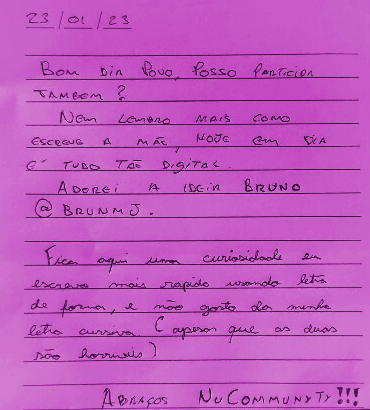 23/01/23
Bom dia Povo, Posso Participar
Também?
Nem lembro mais como
escreve a mãe, hoje em dia
é tudo tão digital.
Adorei a ideia Bruno
@BRUNMJ.
Fica aqui uma curiosidade eu
escrevo mais rapido usando letra
de forma, e não gosto da minha
letra cursiva (apesar que as duas
são horriveis)
Abraços NuCommunyty!!!